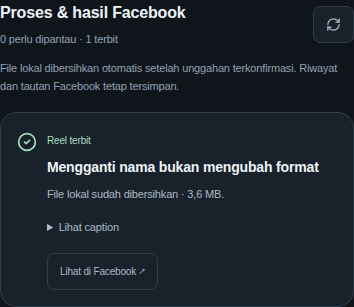 Proses & hasil Facebook
0 perlu dipantau · 1 terbit
File lokal dibersihkan otomatis setelah unggahan terkonfirmasi. Riwayat
dan tautan Facebook tetap tersimpan.
Reel terbit
Mengganti nama bukan mengubah format
File lokal sudah dibersihkan · 3,6 MB.
▶ Lihat caption
Lihat di Facebook ↗